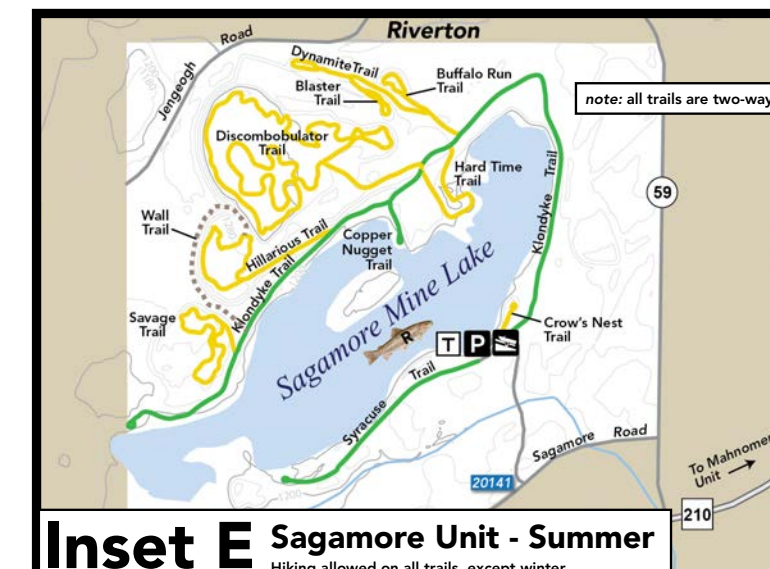 Riverton
Jengeogh Road
Dynamite Trail
Blaster
Trail
Buffalo Run
Trail
note: all trails are two-way
Discombobulator
Trail
Hard Time
Trail
Klondyke Trail
59
Wall
Trail
1200
Hillarious Trail
Copper
Nugget
Trail
Klondyke Trail
Sagamore Mine Lake
Savage
Trail
R
T
P
Crow's Nest
Trail
Syracuse Trail
Sagamore Road
To Mahnomen
Unit
20141
1200
210
Inset E
Sagamore Unit - Summer
Hiking allowed on all trails, except winter